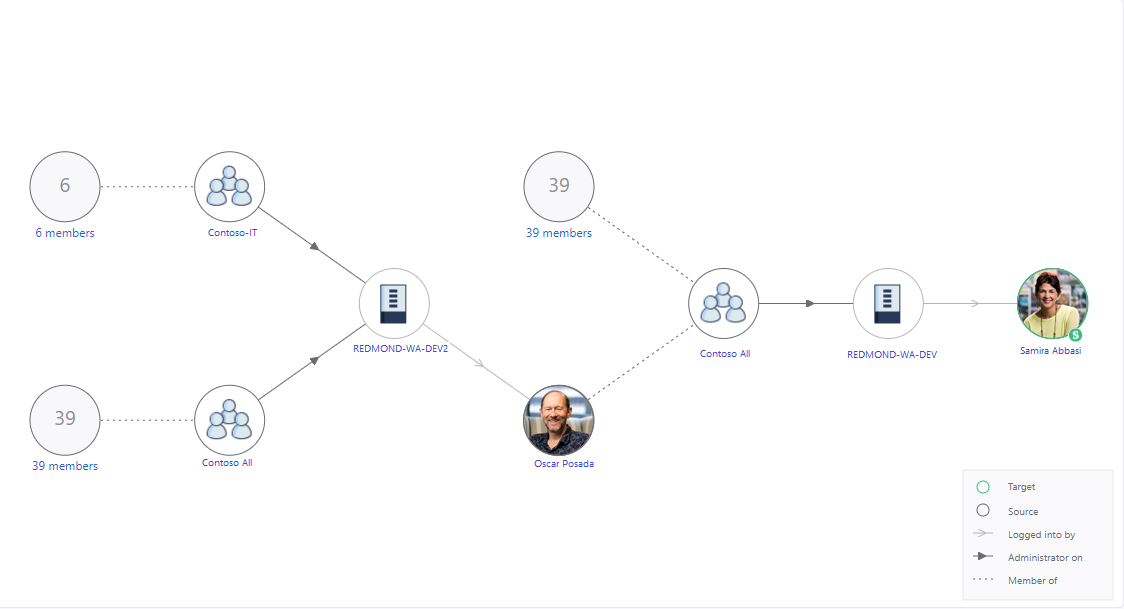 6
6 members
Contoso-IT
39
39 members
REDMOND-WA-DEV2
39
39 members
Contoso All
Oscar Posada
Contoso All
REDMOND-WA-DEV
S
Samira Abbasi
Target
Source
Logged into by
Administrator on
Member of